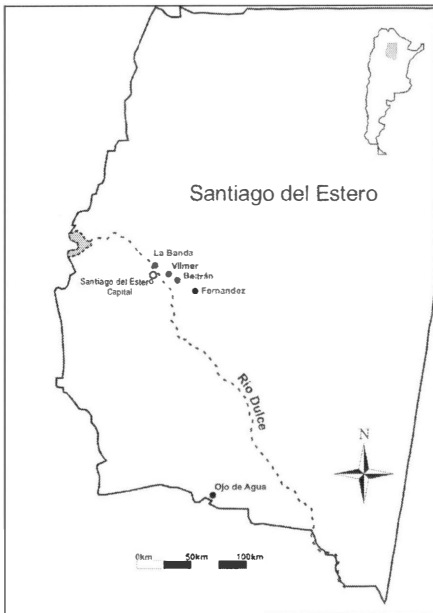 Santiago del Estero
La Banda
Vilmer
Santiago del Estero
Capital
Beltrán
Fernandez
Río Dulce
N
Ojo de Agua
0km 50km 100km